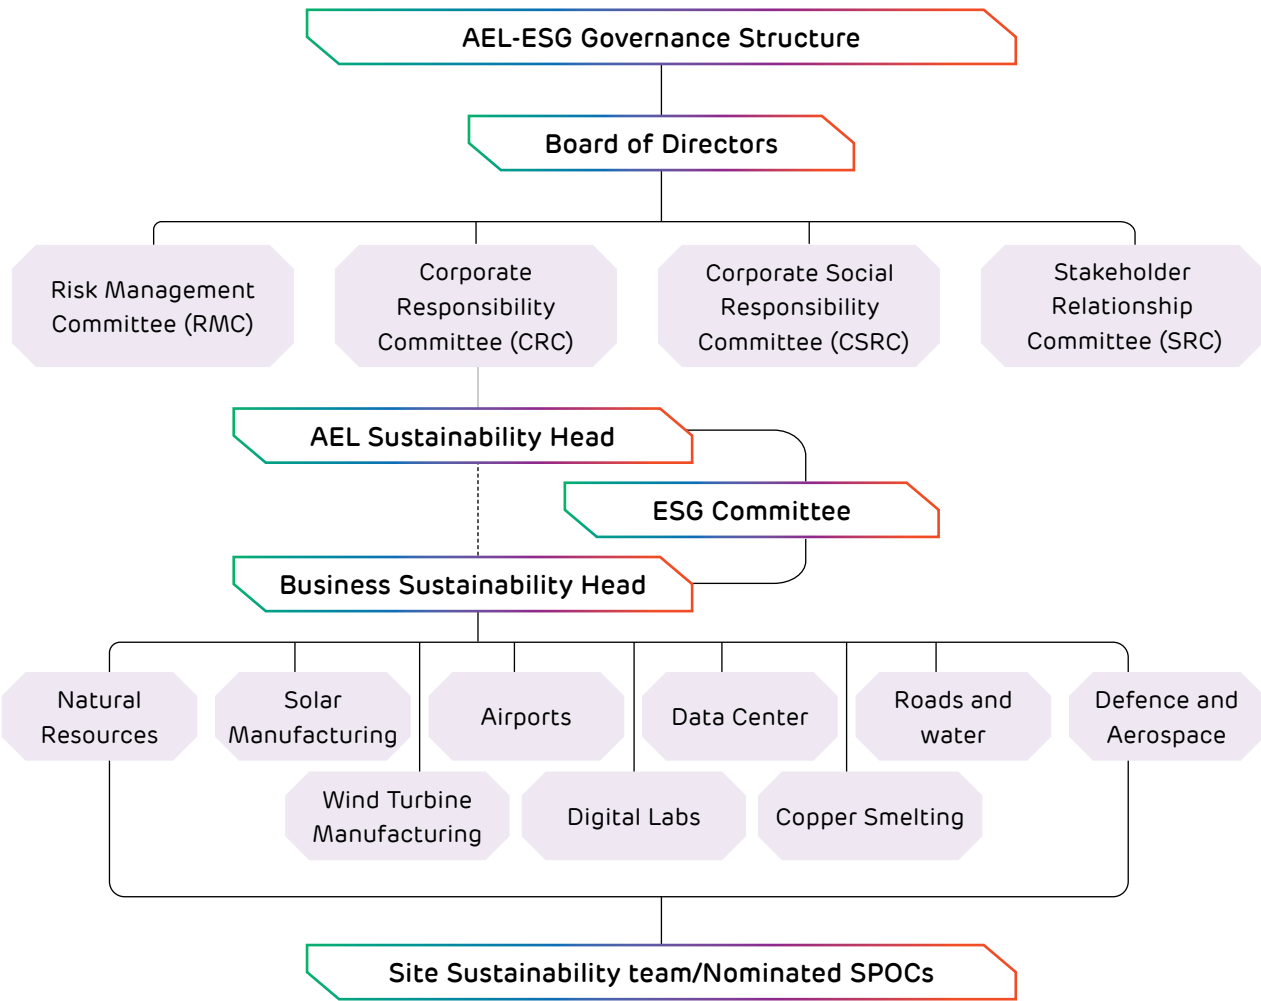 AEL-ESG Governance Structure
Board of Directors
Risk Management
Committee (RMC)
Corporate
Responsibility
Committee (CRC)
Corporate Social
Responsibility
Committee (CSRC)
Stakeholder
Relationship
Committee (SRC)
AEL Sustainability Head
ESG Committee
Business Sustainability Head
Natural
Resources
Solar
Manufacturing
Airports
Data Center
Roads and
water
Defence and
Aerospace
Wind Turbine
Manufacturing
Digital Labs
Copper Smelting
Site Sustainability team/Nominated SPOCs